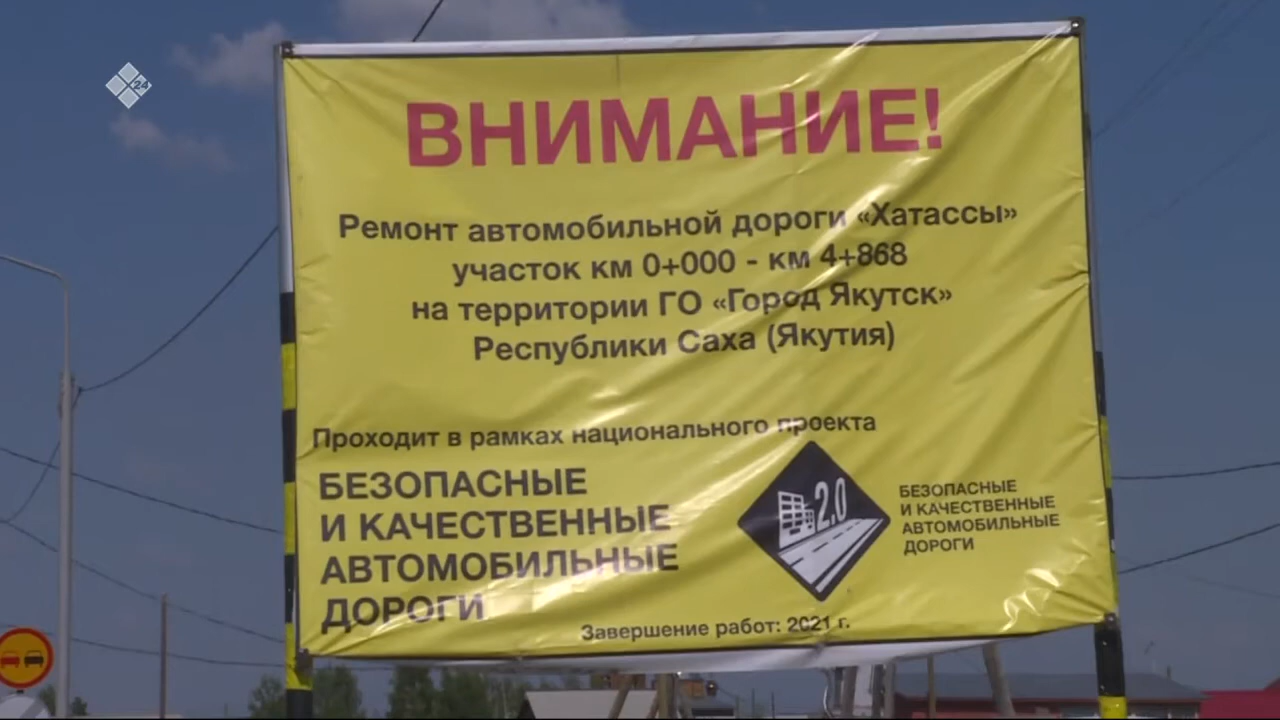 24
ВНИМАНИЕ!
Ремонт автомобильной дороги «Хатассы»
участок км 0+000 - км 4+868
на территории ГО «Город Якутск»
Республики Саха (Якутия)
Проходит в рамках национального проекта
БЕЗОПАСНЫЕ
И КАЧЕСТВЕННЫЕ
АВТОМОБИЛЬНЫЕ
ДОРОГИ
2.0
БЕЗОПАСНЫЕ
И КАЧЕСТВЕННЫЕ
АВТОМОБИЛЬНЫЕ
ДОРОГИ
Завершение работ: 2021 г.